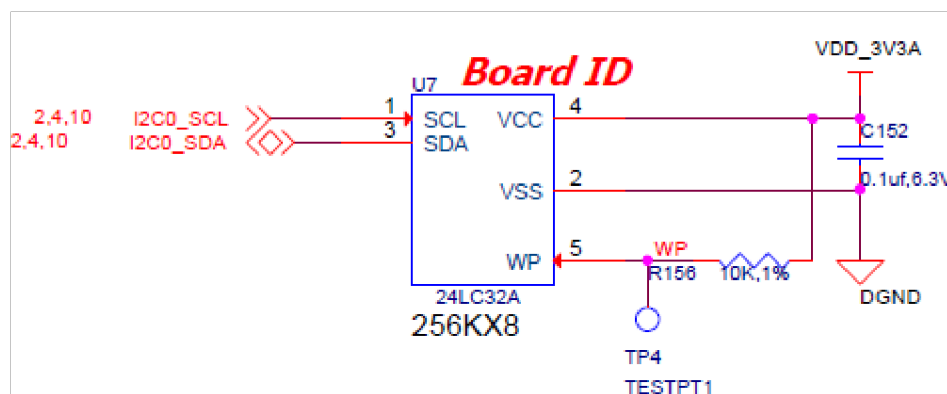 VDD_3V3A
Board ID
U7
2,4,10 I2C0_SCL 1 SCL VCC 4
2,4,10 I2C0_SDA 3 SDA
C152
0.1uf,6.3V
VSS 2
WP 5 WP
R156 10K,1%
24LC32A
256KX8
DGND
TP4
TESTPT1